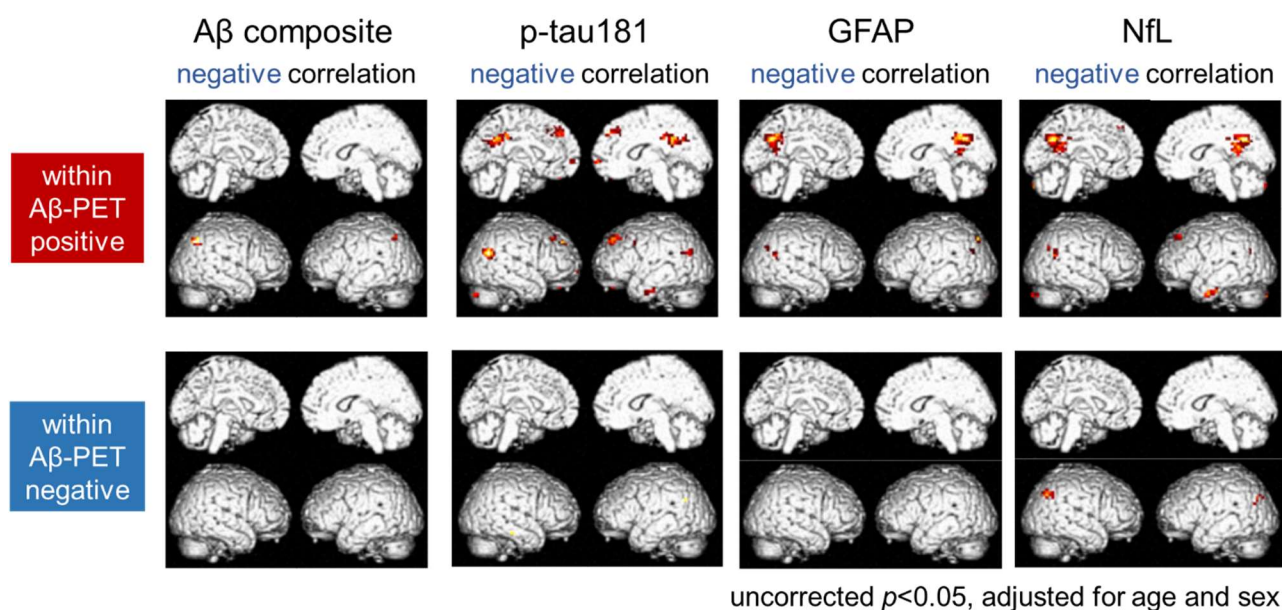 Aβ composite
negative correlation
p-tau181
negative correlation
GFAP
negative correlation
NfL
negative correlation
within
Aβ-PET
positive
within
Aβ-PET
negative
uncorrected p<0.05, adjusted for age and sex